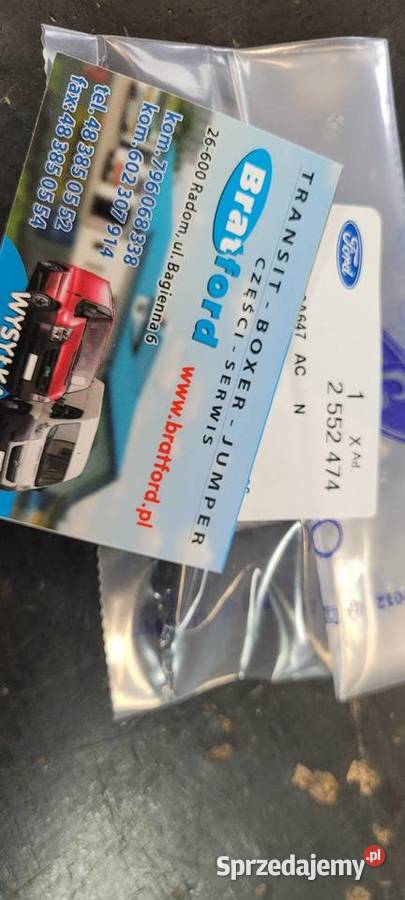 TRANSIT - BOXER - JUMPER
CZĘŚCI - SERWIS
Bratford
www.bratford.pl
26-600 Radom, ul. Bagienna 6
kom. 796 068 338
kom. 602 307 914
tel. 48 385 05 52
fax: 48 385 05 54
Ford
AC N
1 X Ad.
2 552 474
Sprzedajemy.pl